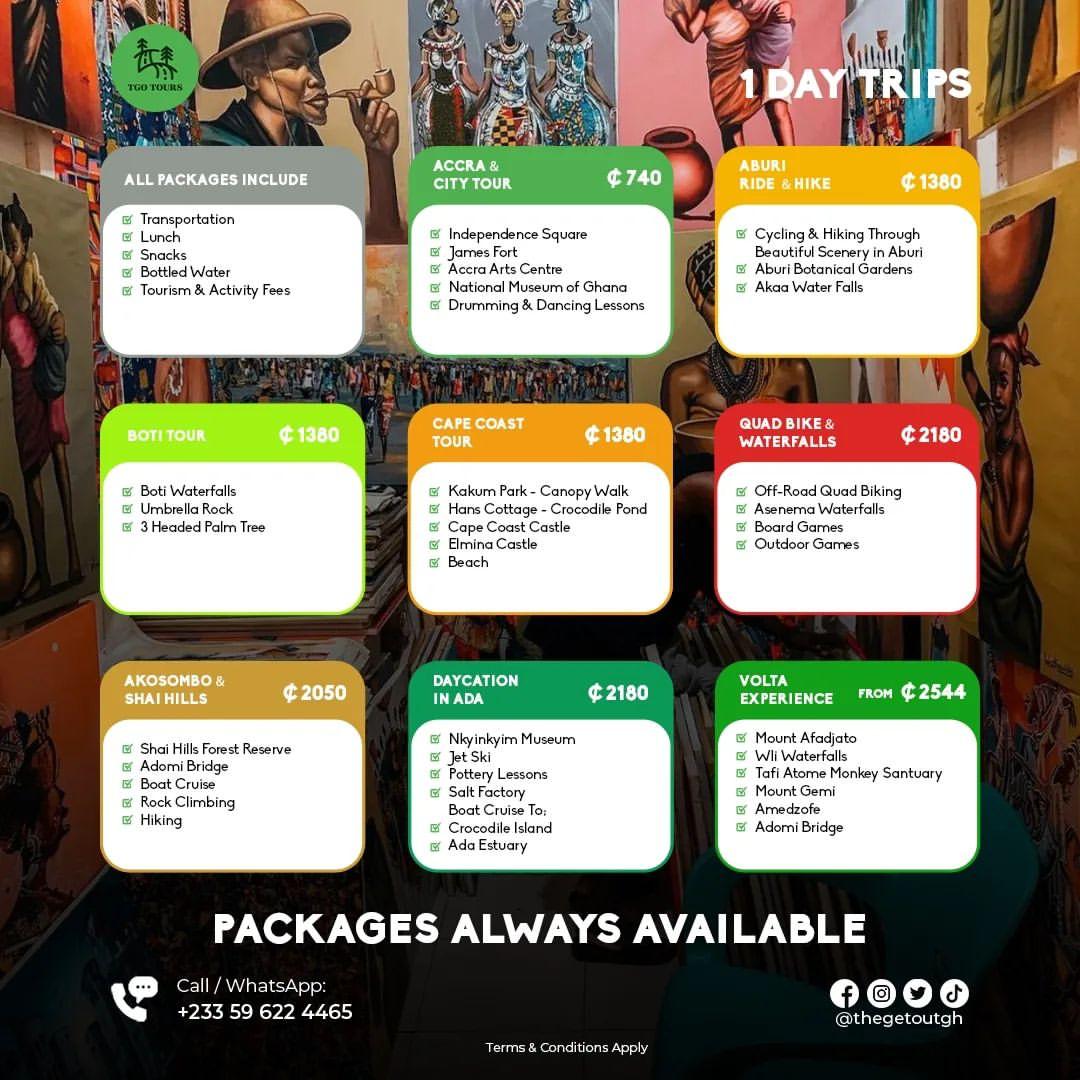 TGO TOURS
1 DAY TRIPS
ALL PACKAGES INCLUDE
Transportation
Lunch
Snacks
Bottled Water
Tourism & Activity Fees
ACCRA &
CITY TOUR
₵ 740
Independence Square
James Fort
Accra Arts Centre
National Museum of Ghana
Drumming & Dancing Lessons
ABURI
RIDE & HIKE
₵ 1380
Cycling & Hiking Through
Beautiful Scenery in Aburi
Aburi Botanical Gardens
Akaa Water Falls
BOTI TOUR
₵ 1380
Boti Waterfalls
Umbrella Rock
3 Headed Palm Tree
CAPE COAST
TOUR
₵ 1380
Kakum Park - Canopy Walk
Hans Cottage - Crocodile Pond
Cape Coast Castle
Elmina Castle
Beach
QUAD BIKE &
WATERFALLS
₵ 2180
Off-Road Quad Biking
Asenema Waterfalls
Board Games
Outdoor Games
AKOSOMBO &
SHAI HILLS
₵ 2050
Shai Hills Forest Reserve
Adomi Bridge
Boat Cruise
Rock Climbing
Hiking
DAYCATION
IN ADA
₵ 2180
Nkyinkyim Museum
Jet Ski
Pottery Lessons
Salt Factory
Boat Cruise To;
Crocodile Island
Ada Estuary
VOLTA
EXPERIENCE
FROM ₵ 2544
Mount Afadjato
Wli Waterfalls
Tafi Atome Monkey Santuary
Mount Gemi
Amedzofe
Adomi Bridge
PACKAGES ALWAYS AVAILABLE
Call / WhatsApp:
+233 59 622 4465
@thegetoutgh
Terms & Conditions Apply